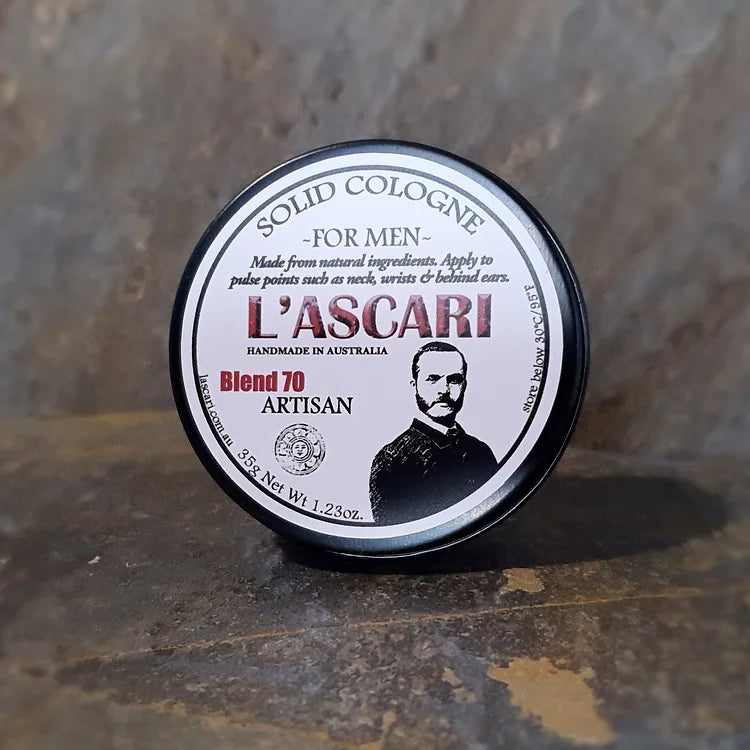 SOLID COLOGNE
~FOR MEN~
Made from natural ingredients. Apply to
pulse points such as neck, wrists & behind ears.
L'ASCARI
HANDMADE IN AUSTRALIA
Blend 70
ARTISAN
lascari.com.au
35g Net Wt 1.23oz.
store below 30°C/95°F